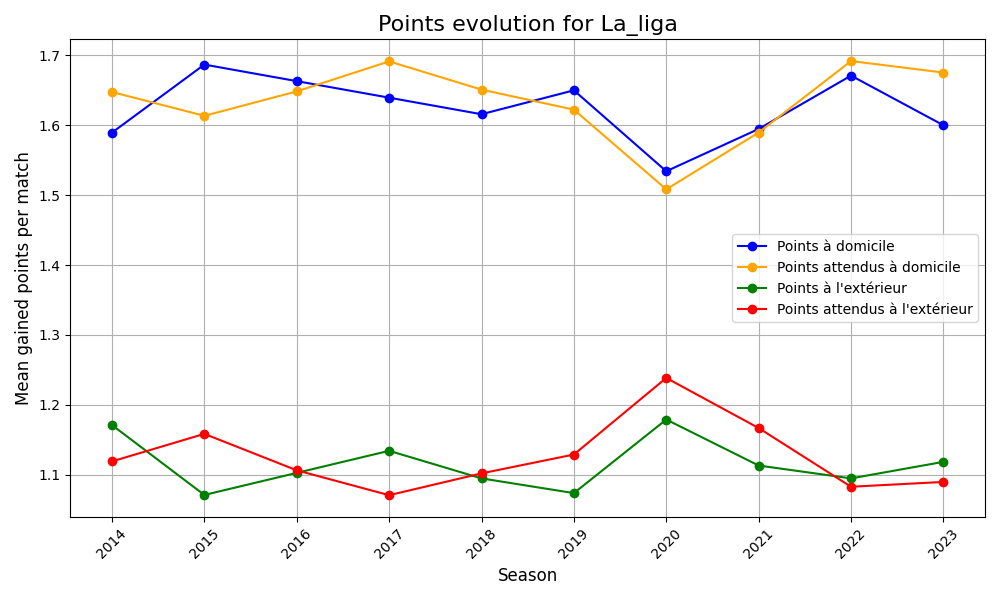 Points evolution for La_liga
Mean gained points per match
1.7
1.6
1.5
1.4
1.3
1.2
1.1
Points à domicile
Points attendus à domicile
Points à l'extérieur
Points attendus à l'extérieur
2014
2015
2016
2017
2018
2019
2020
2021
2022
2023
Season